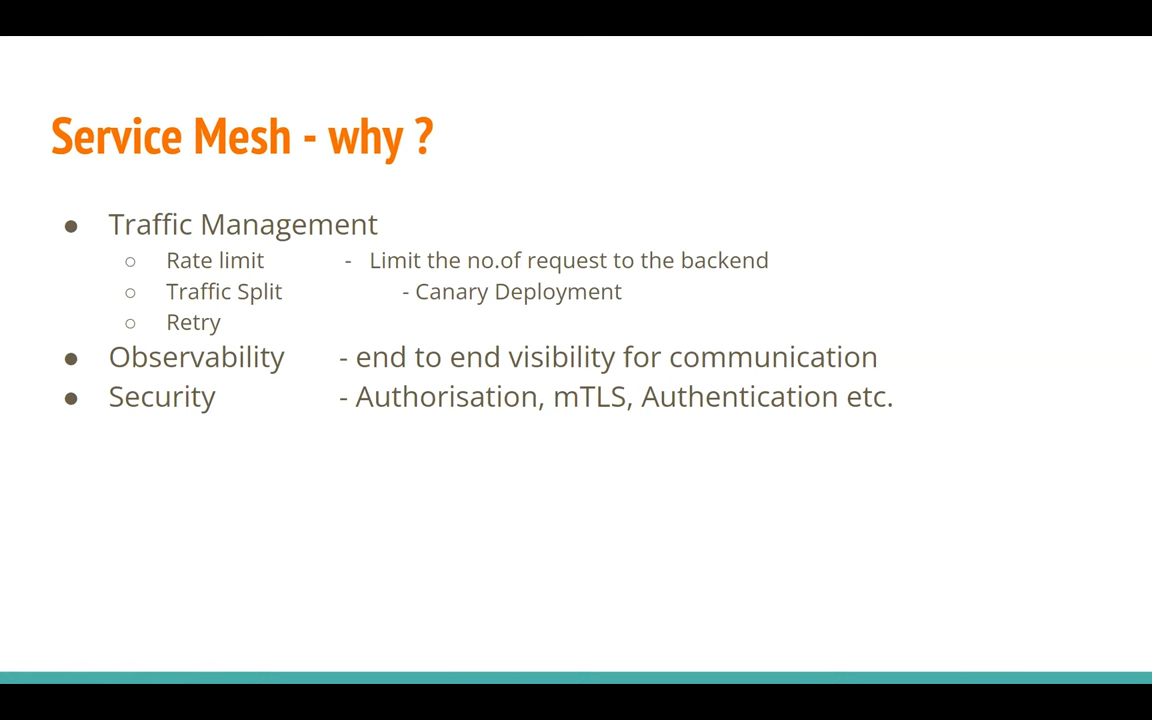 Service Mesh - why ?
● Traffic Management
○ Rate limit - Limit the no.of request to the backend
○ Traffic Split - Canary Deployment
○ Retry
● Observability - end to end visibility for communication
● Security - Authorisation, mTLS, Authentication etc.